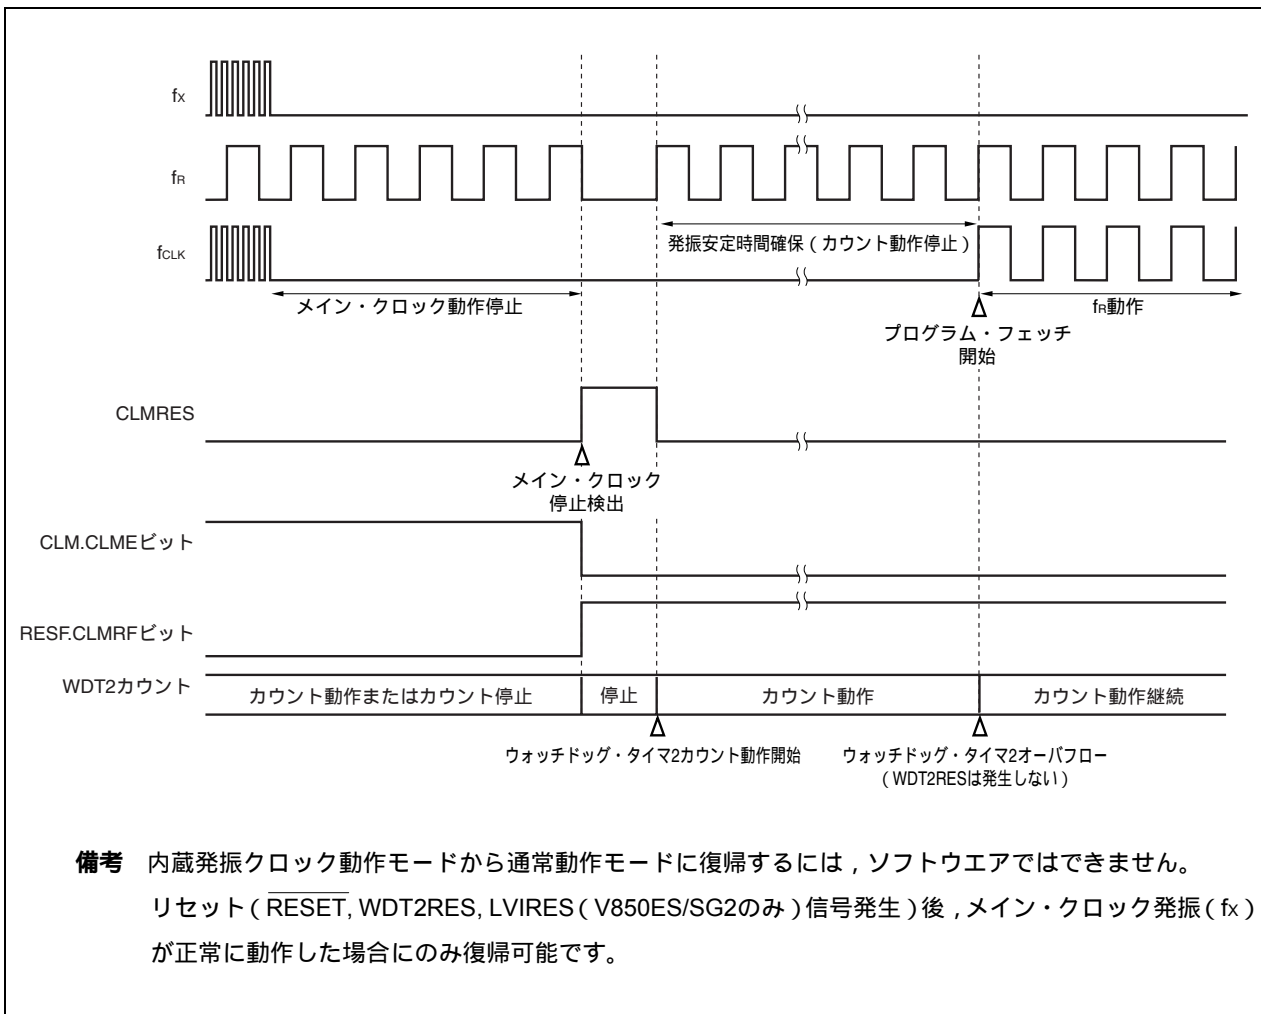 fX
fR
発振安定時間確保（カウント動作停止）
fCLK
メイン・クロック動作停止
fR動作
プログラム・フェッチ
開始
CLMRES
メイン・クロック
停止検出
CLM.CLMEビット
RESF.CLMRFビット
WDT2カウント
カウント動作またはカウント停止 停止 カウント動作 カウント動作継続
ウォッチドッグ・タイマ2カウント動作開始
ウォッチドッグ・タイマ2オーバフロー
（WDT2RESは発生しない）
備考 内蔵発振クロック動作モードから通常動作モードに復帰するには，ソフトウエアではできません。
リセット（RESET, WDT2RES, LVIRES（V850ES/SG2のみ）信号発生）後，メイン・クロック発振（fX）
が正常に動作した場合にのみ復帰可能です。